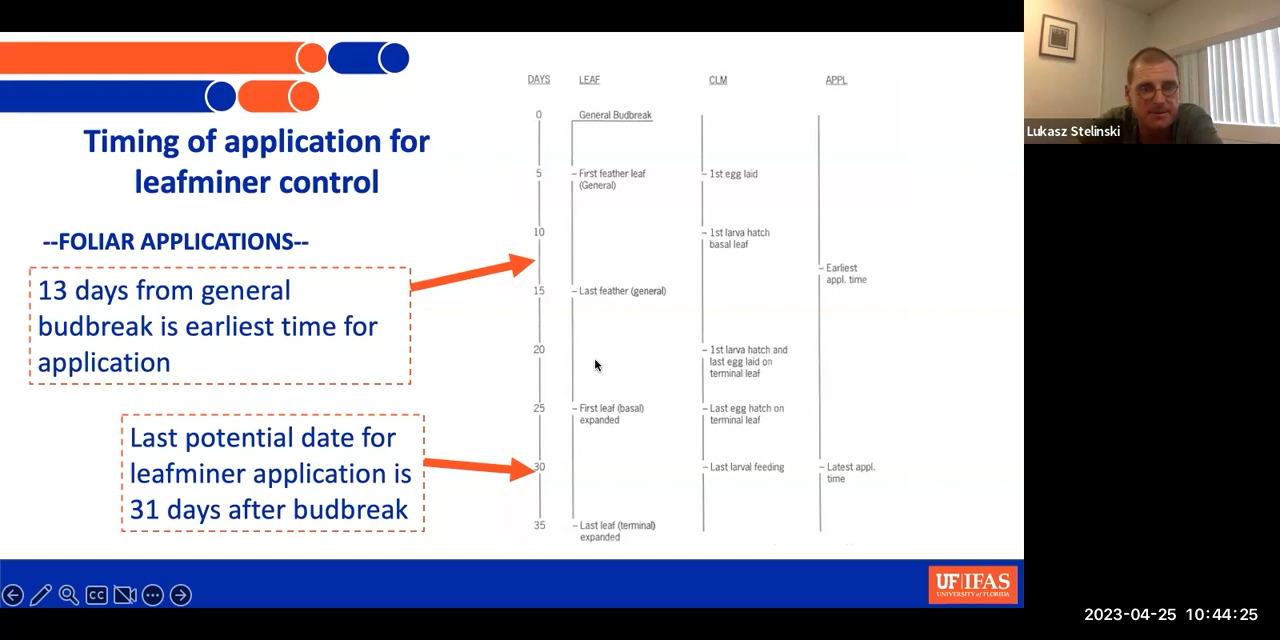 Timing of application for
leafminer control
--FOLIAR APPLICATIONS--
13 days from general
budbreak is earliest time for
application
Last potential date for
leafminer application is
31 days after budbreak
DAYS LEAF CLM APPL
0 General Budbreak
5 First feather leaf 1st egg laid
(General)
10 1st larva hatch
basal leaf
Earliest
appl. time
15 Last feather (general)
20 1st larva hatch and
last egg laid on
terminal leaf
25 First leaf (basal) Last egg hatch on
expanded terminal leaf
30 Last larval feeding Latest appl.
time
35 Last leaf (terminal)
expanded
CC
UF|IFAS
UNIVERSITY of FLORIDA
Lukasz Stelinski
2023-04-25 10:44:25